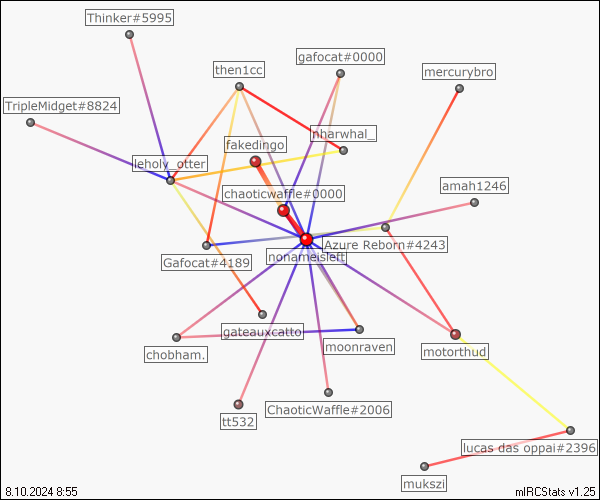 Thinker#5995
gafocat#0000
then1cc
mercurybro
TripleMidget#8824
nharwhal_
fakedingo
leholy_otter
amah1246
chaoticwaffle#0000
Azure Reborn#4243
nonameisleft
Gafocat#4189
gateauxcatto
moonraven
chobham.
motorthud
ChaoticWaffle#2006
tt532
lucas das oppai#2396
mukszi
8.10.2024 8:55
mIRCStats v1.25